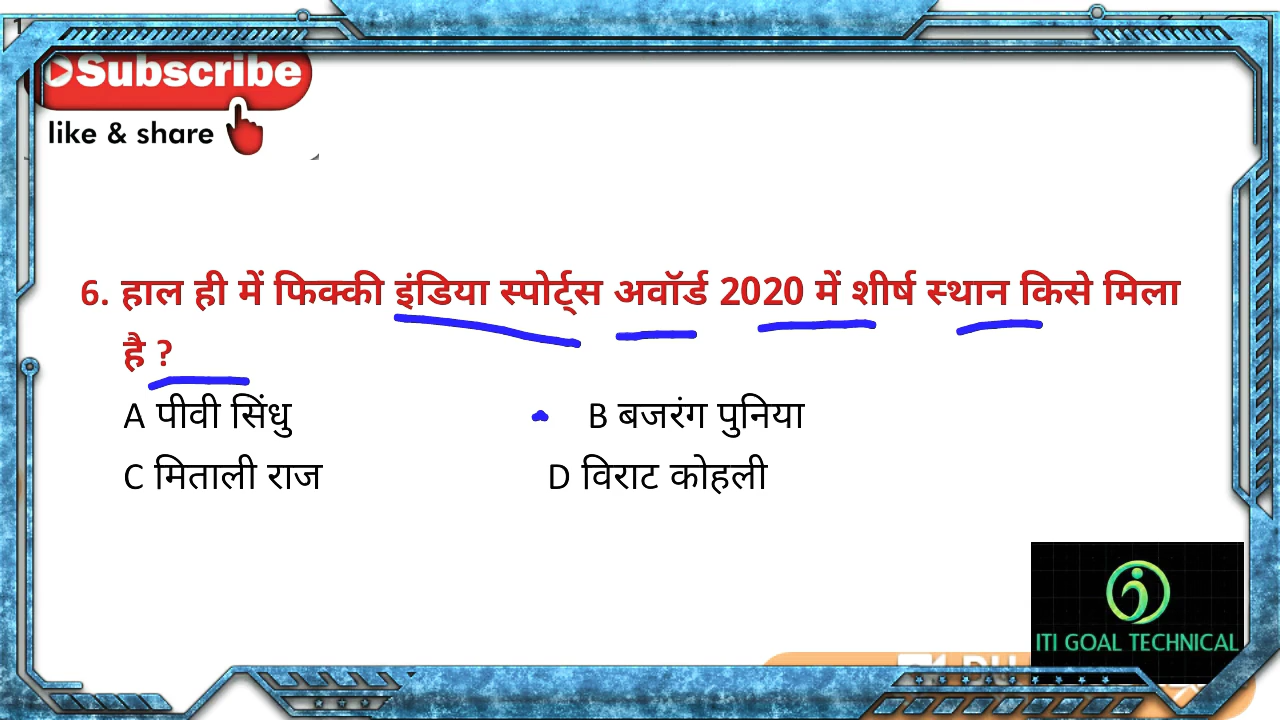 Subscribe
like & share
6. हाल ही में फिक्की इंडिया स्पोर्ट्स अवॉर्ड 2020 में शीर्ष स्थान किसे मिला
है ?
A पीवी सिंधु B बजरंग पुनिया
C मिताली राज D विराट कोहली
ITI GOAL TECHNICAL